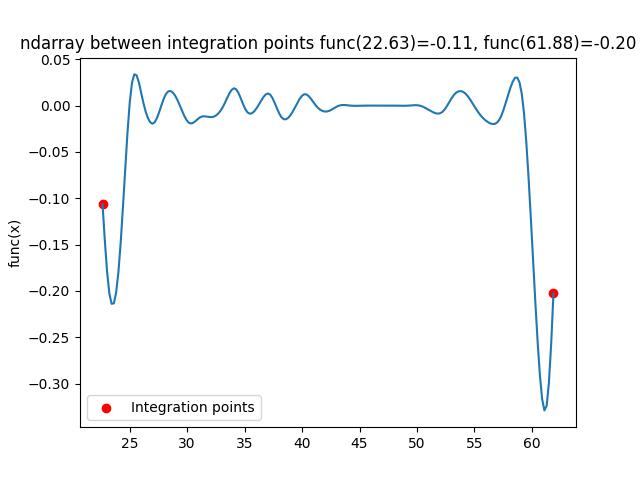 ndarray between integration points func(22.63)=-0.11, func(61.88)=-0.20
0.05
0.00
−0.05
−0.10
−0.15
−0.20
−0.25
−0.30
func(x)
Integration points
25 30 35 40 45 50 55 60